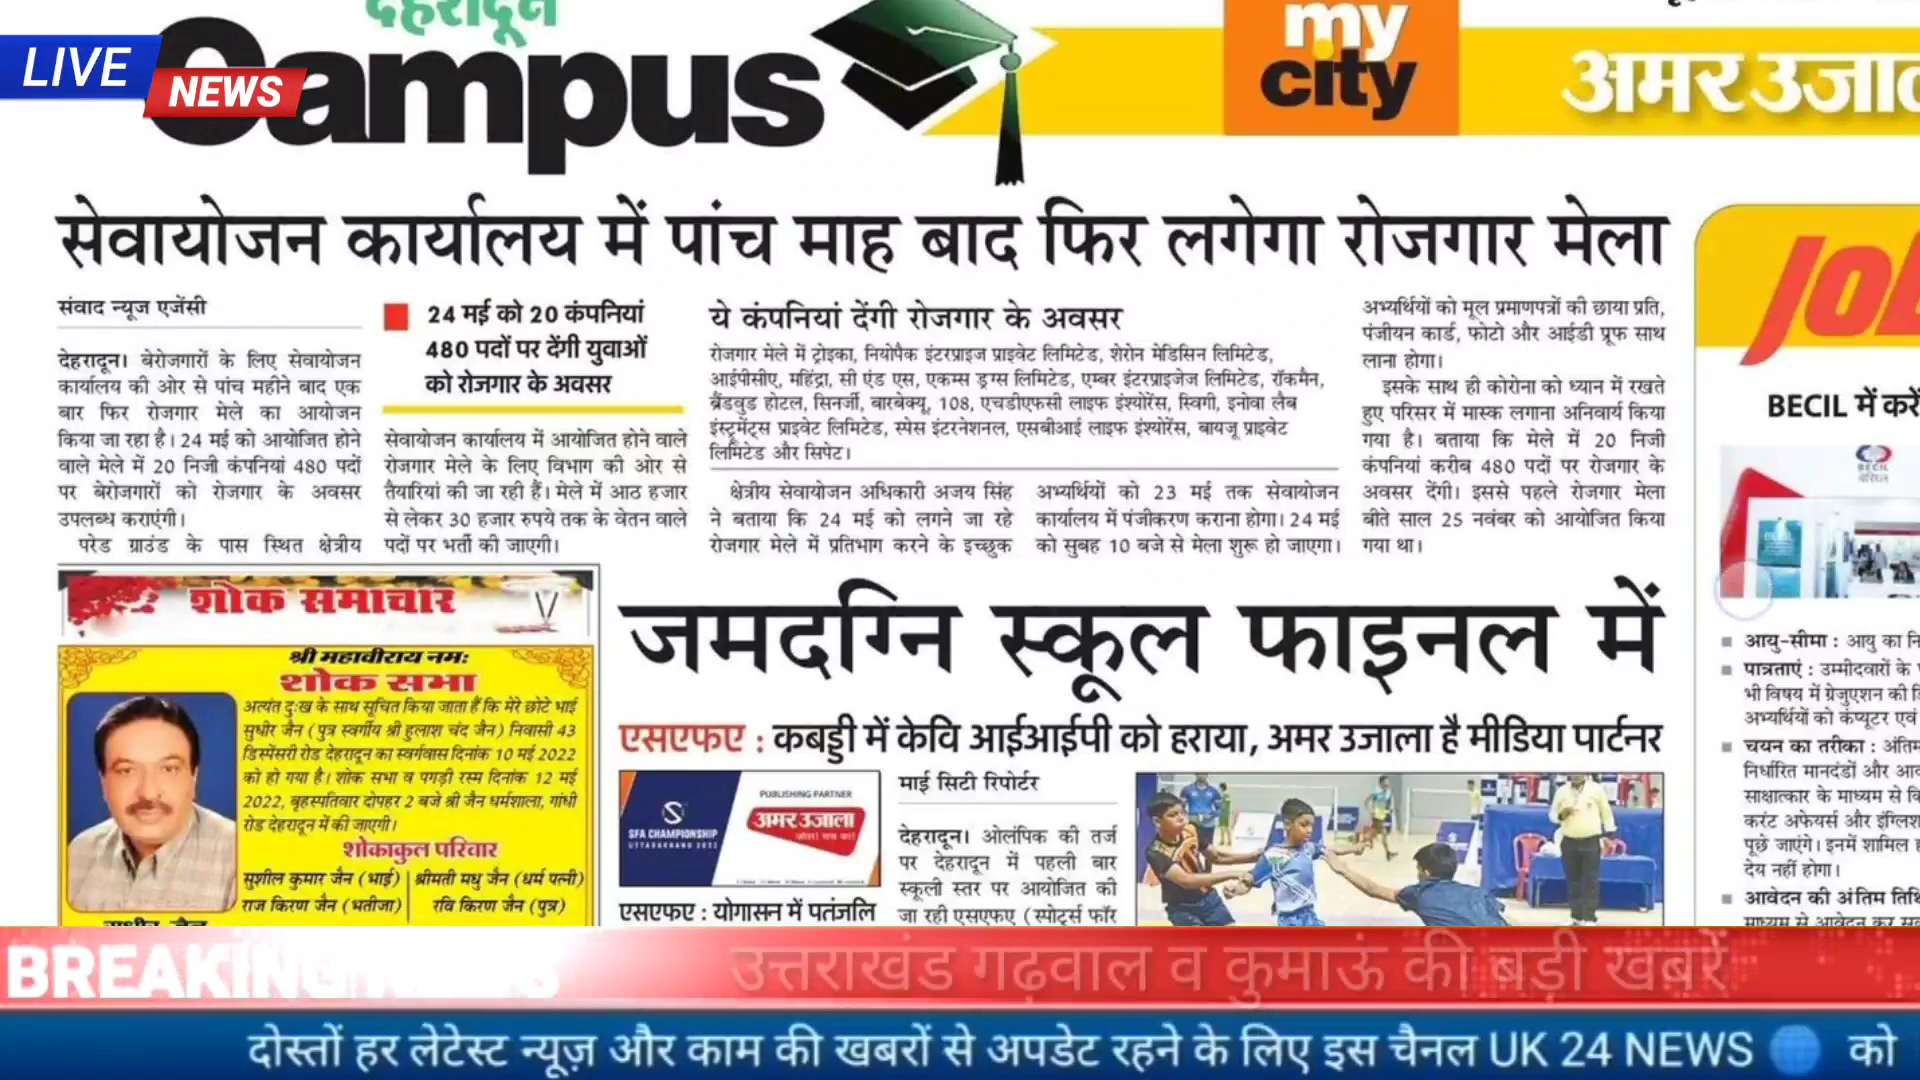 देहरादून
LIVE
NEWS
Campus
my
city
अमर उजाला
सेवायोजन कार्यालय में पांच माह बाद फिर लगेगा रोजगार मेला
संवाद न्यूज एजेंसी
देहरादून। बेरोजगारों के लिए सेवायोजन
कार्यालय की ओर से पांच महीने बाद एक
बार फिर रोजगार मेले का आयोजन
किया जा रहा है। 24 मई को आयोजित होने
वाले मेले में 20 निजी कंपनियां 480 पदों
पर बेरोजगारों को रोजगार के अवसर
उपलब्ध कराएंगी।
परेड ग्राउंड के पास स्थित क्षेत्रीय
24 मई को 20 कंपनियां
480 पदों पर देंगी युवाओं
को रोजगार के अवसर
सेवायोजन कार्यालय में आयोजित होने वाले
रोजगार मेले के लिए विभाग की ओर से
तैयारियां की जा रही हैं। मेले में आठ हजार
से लेकर 30 हजार रुपये तक के वेतन वाले
पदों पर भर्ती की जाएगी।
ये कंपनियां देंगी रोजगार के अवसर
रोजगार मेले में ट्रोइका, नियोपैक इंटरप्राइज प्राइवेट लिमिटेड, शेरोन मेडिसिन लिमिटेड,
आईपीसीए, महिंद्रा, सी एंड एस, एकम्स ड्रग्स लिमिटेड, एम्बर इंटरप्राइजेज लिमिटेड, रॉकमैन,
ब्रैंडवुड होटल, सिनर्जी, बारबेक्यू, 108, एचडीएफसी लाइफ इंश्योरेंस, स्विगी, इनोवा लैब
इंस्ट्रूमेंट्स प्राइवेट लिमिटेड, स्पेस इंटरनेशनल, एसबीआई लाइफ इंश्योरेंस, बायजू प्राइवेट
लिमिटेड और सिपेट।
क्षेत्रीय सेवायोजन अधिकारी अजय सिंह
ने बताया कि 24 मई को लगने जा रहे
रोजगार मेले में प्रतिभाग करने के इच्छुक
अभ्यर्थियों को 23 मई तक सेवायोजन
कार्यालय में पंजीकरण कराना होगा। 24 मई
को सुबह 10 बजे से मेला शुरू हो जाएगा।
अभ्यर्थियों को मूल प्रमाणपत्रों की छाया प्रति,
पंजीयन कार्ड, फोटो और आईडी प्रूफ साथ
लाना होगा।
इसके साथ ही कोरोना को ध्यान में रखते
हुए परिसर में मास्क लगाना अनिवार्य किया
गया है। बताया कि मेले में 20 निजी
कंपनियां करीब 480 पदों पर रोजगार के
अवसर देंगी। इससे पहले रोजगार मेला
बीते साल 25 नवंबर को आयोजित किया
गया था।
शोक समाचार
श्री महावीराय नमः
शोक सभा
अत्यंत दुःख के साथ सूचित किया जाता हैं कि मेरे छोटे भाई
सुधीर जैन (पुत्र स्वर्गीय श्री हुलाश चंद जैन) निवासी 43
डिस्पेंसरी रोड देहरादून का स्वर्गवास दिनांक 10 मई 2022
को हो गया है। शोक सभा व पगड़ी रस्म दिनांक 12 मई
2022, बृहस्पतिवार दोपहर 2 बजे श्री जैन धर्मशाला, गांधी
रोड देहरादून में की जाएगी।
शोकाकुल परिवार
सुशील कुमार जैन (भाई) श्रीमती मधु जैन (धर्म पत्नी)
राज किरण जैन (भतीजा) रवि किरण जैन (पुत्र)
सुधीर जैन
जमदग्नि स्कूल फाइनल में
एसएफए : कबड्डी में केवि आईआईपी को हराया, अमर उजाला है मीडिया पार्टनर
SFA CHAMPIONSHIP
UTTARAKHAND 2022
PUBLISHING PARTNER
अमर उजाला
जोश! सच का!
एसएफए : योगासन में पतंजलि
माई सिटी रिपोर्टर
देहरादून। ओलंपिक की तर्ज
पर देहरादून में पहली बार
स्कूली स्तर पर आयोजित की
जा रही एसएफए (स्पोर्ट्स फॉर
BECIL में करें
BECIL
आयु-सीमा : आयु का
पात्रताएं : उम्मीदवारों के
भी विषय में ग्रेजुएशन की
अभ्यर्थियों को कंप्यूटर एवं
चयन का तरीका : अंतिम
निर्धारित मानदंडों और
साक्षात्कार के माध्यम से
करंट अफेयर्स और इंग्लिश
पूछे जाएंगे। इनमें शामिल
देय नहीं होगा।
आवेदन की अंतिम
माध्यम से आवेदन कर
BREAKING NEWS
उत्तराखंड गढ़वाल व कुमाऊं की बड़ी खबरें
दोस्तों हर लेटेस्ट न्यूज़ और काम की खबरों से अपडेट रहने के लिए इस चैनल UK 24 NEWS को